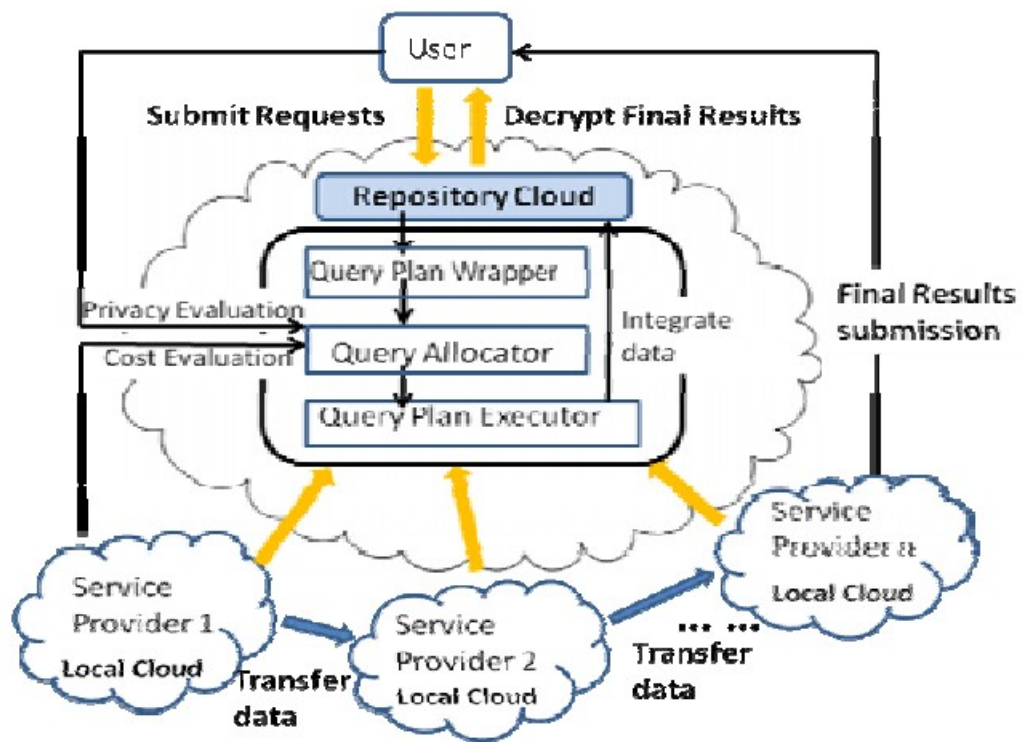 User
Submit Requests
Decrypt Final Results
Repository Cloud
Query Plan Wrapper
Privacy Evaluation
Cost Evaluation
Query Allocator
Integrate
data
Query Plan Executor
Final Results
submission
Service
Provider 1
Local Cloud
Transfer
data
Service
Provider 2
Local Cloud
... ...
Transfer
data
Service
Provider n
Local Cloud